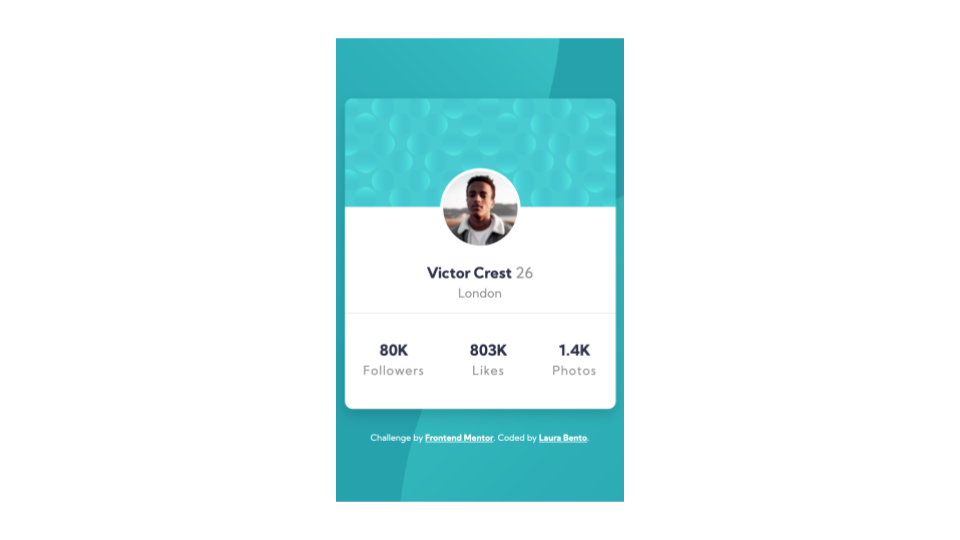 Victor Crest 26
London
80K 803K 1.4K
Followers Likes Photos
Challenge by Frontend Mentor. Coded by Laura Bento.